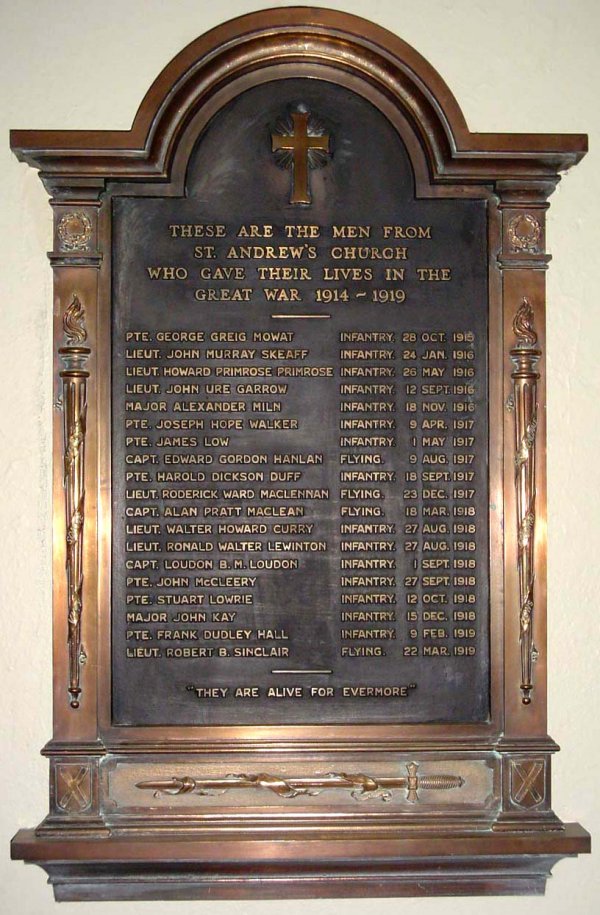 THESE ARE THE MEN FROM
ST. ANDREW'S CHURCH
WHO GAVE THEIR LIVES IN THE
GREAT WAR 1914 ~ 1919
PTE. GEORGE GREIG MOWAT INFANTRY. 28 OCT. 1915
LIEUT. JOHN MURRAY SKEAFF INFANTRY. 24 JAN. 1916
LIEUT. HOWARD PRIMROSE PRIMROSE INFANTRY. 26 MAY 1916
LIEUT. JOHN URE GARROW INFANTRY. 12 SEPT. 1916
MAJOR ALEXANDER MILN INFANTRY. 18 NOV. 1916
PTE. JOSEPH HOPE WALKER INFANTRY. 9 APR. 1917
PTE. JAMES LOW INFANTRY. 1 MAY 1917
CAPT. EDWARD GORDON HANLAN FLYING. 9 AUG. 1917
PTE. HAROLD DICKSON DUFF INFANTRY. 18 SEPT. 1917
LIEUT. RODERICK WARD MACLENNAN FLYING. 23 DEC. 1917
CAPT. ALAN PRATT MACLEAN FLYING. 18 MAR. 1918
LIEUT. WALTER HOWARD CURRY INFANTRY. 27 AUG. 1918
LIEUT. RONALD WALTER LEWINTON INFANTRY. 27 AUG. 1918
CAPT. LOUDON B. M. LOUDON INFANTRY. 1 SEPT. 1918
PTE. JOHN McCLEERY INFANTRY. 27 SEPT. 1918
PTE. STUART LOWRIE INFANTRY. 12 OCT. 1918
MAJOR JOHN KAY INFANTRY. 15 DEC. 1918
PTE. FRANK DUDLEY HALL INFANTRY. 9 FEB. 1919
LIEUT. ROBERT B. SINCLAIR FLYING. 22 MAR. 1919
"THEY ARE ALIVE FOR EVERMORE"